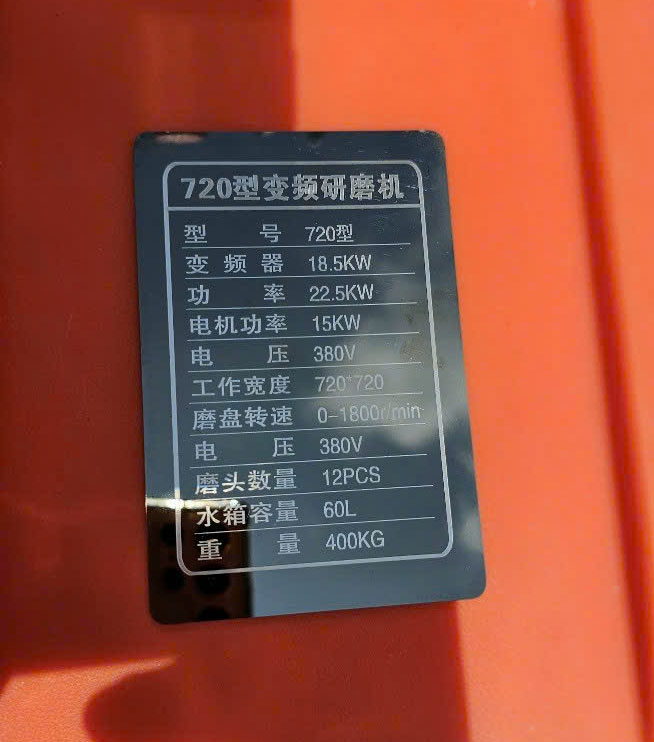 720型变频研磨机
型号 720型
变频器 18.5KW
功率 22.5KW
电机功率 15KW
电压 380V
工作宽度 720*720
磨盘转速 0-1800r/min
电压 380V
磨头数量 12PCS
水箱容量 60L
重量 400KG